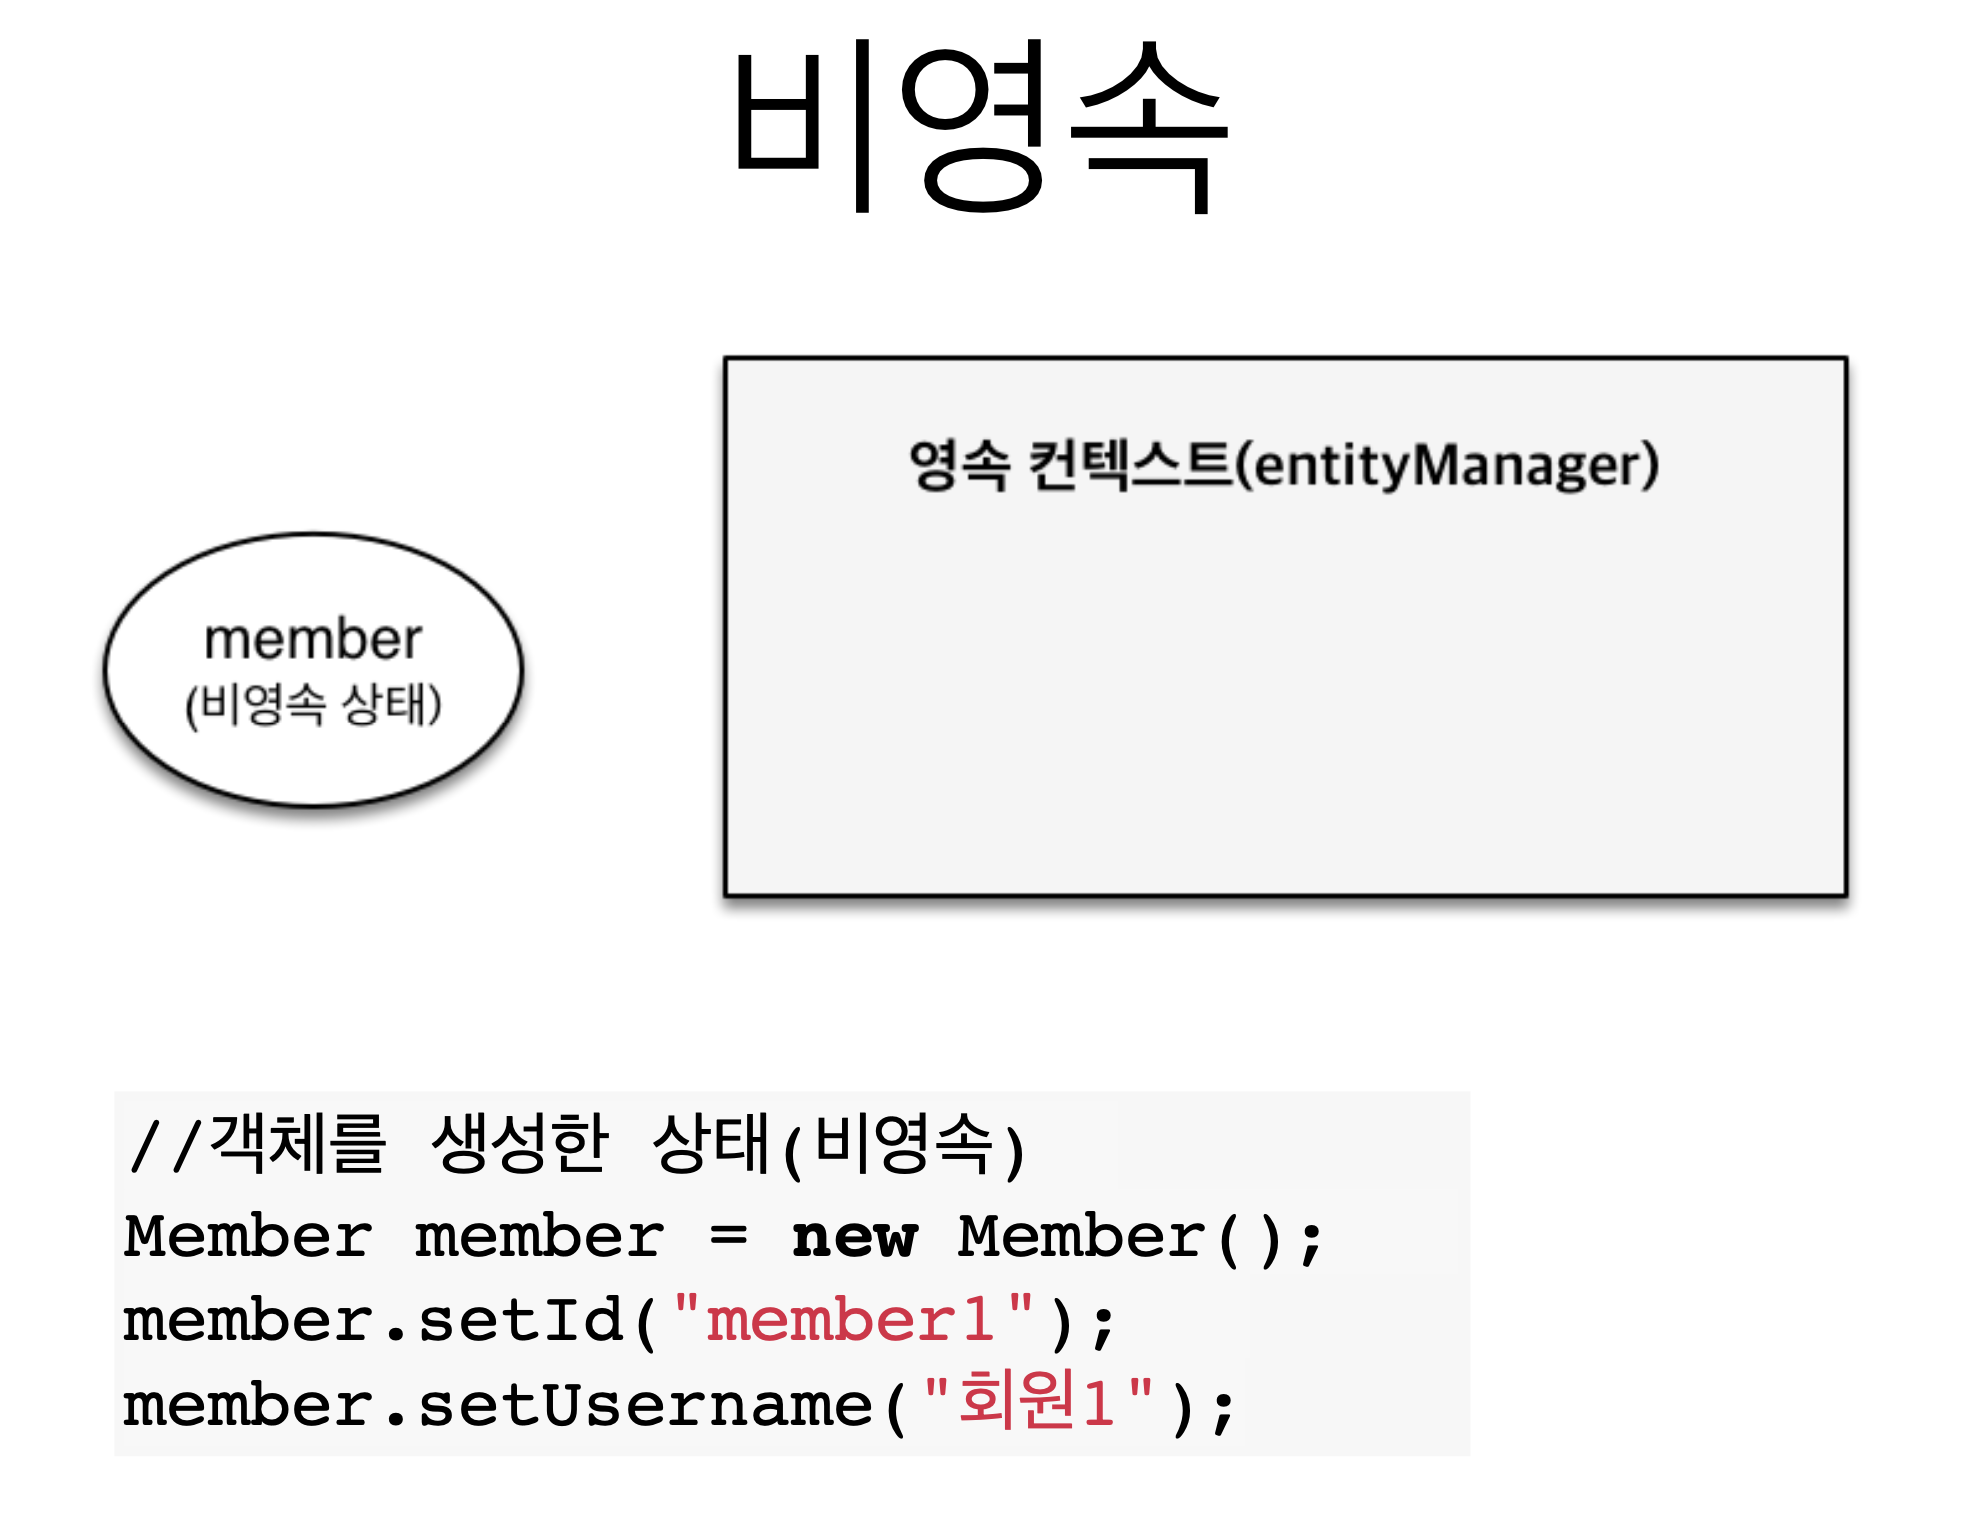 비영속
영속 컨텍스트(entityManager)
member
(비영속 상태)
//객체를 생성한 상태(비영속)
Member member = new Member();
member.setId("member1");
member.setUsername("회원1");